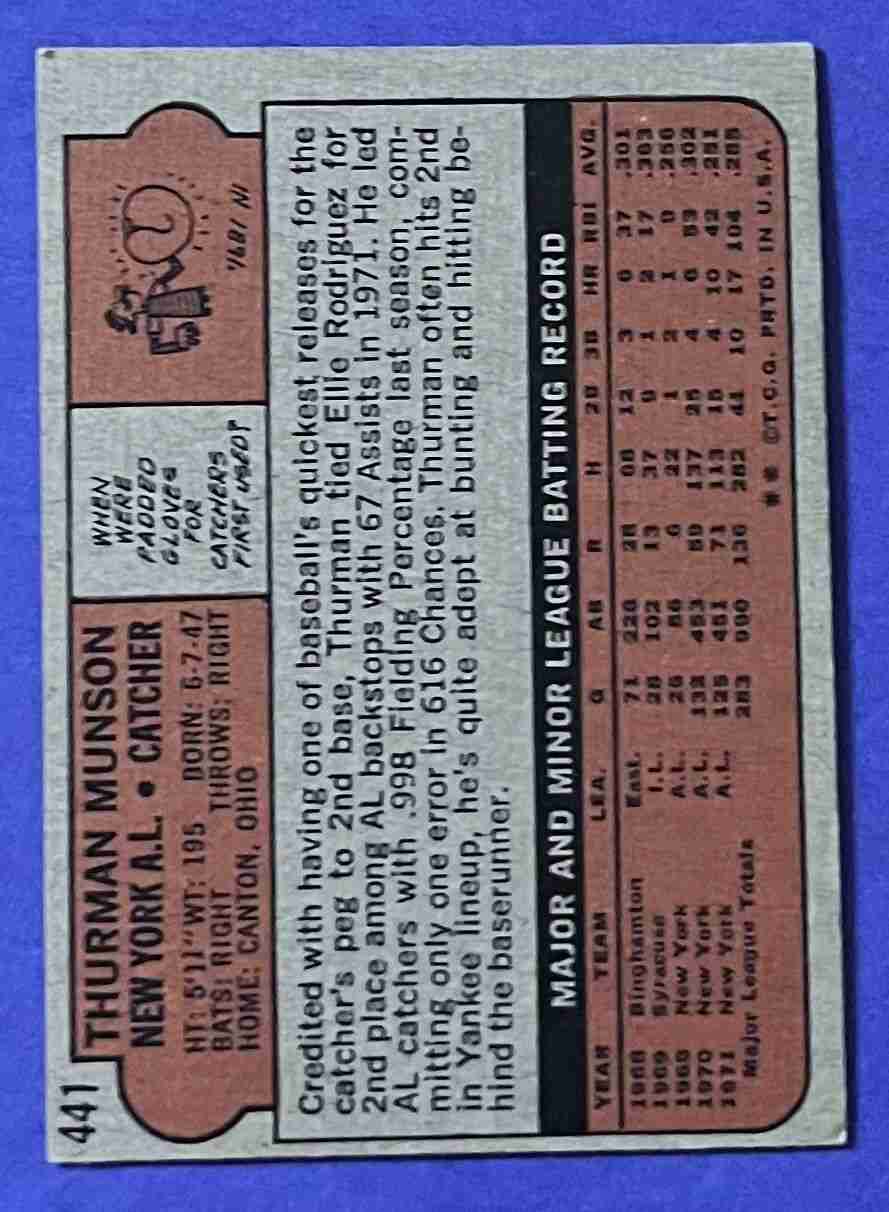 441
THURMAN MUNSON
NEW YORK A.L. • CATCHER
HT: 5'11" WT: 195 BORN: 6-7-47
BATS: RIGHT THROWS: RIGHT
HOME: CANTON, OHIO
WHEN
WERE
PADDED
GLOVES
FOR
CATCHERS
FIRST USED?
IN 1891.
Credited with having one of baseball's quickest releases for the
catcher's peg to 2nd base, Thurman tied Ellie Rodriguez for
2nd place among AL backstops with 67 Assists in 1971. He led
AL catchers with .998 Fielding Percentage last season, com-
mitting only one error in 616 Chances. Thurman often hits 2nd
in Yankee lineup, he's quite adept at bunting and hitting be-
hind the baserunner.
MAJOR AND MINOR LEAGUE BATTING RECORD
YEAR TEAM LEA. G AB R H 2B 3B HR RBI AVG.
1968 Binghamton East. 71 226 28 68 12 3 6 37 .301
1969 Syracuse I.L. 28 102 13 37 9 1 2 17 .363
1969 New York A.L. 26 86 6 22 1 2 1 9 .256
1970 New York A.L. 132 453 59 137 25 4 6 53 .302
1971 New York A.L. 125 451 71 113 15 4 10 42 .251
Major League Totals 283 990 136 282 44 10 17 104 .285
** ©T.C.G. PRTD. IN U.S.A.